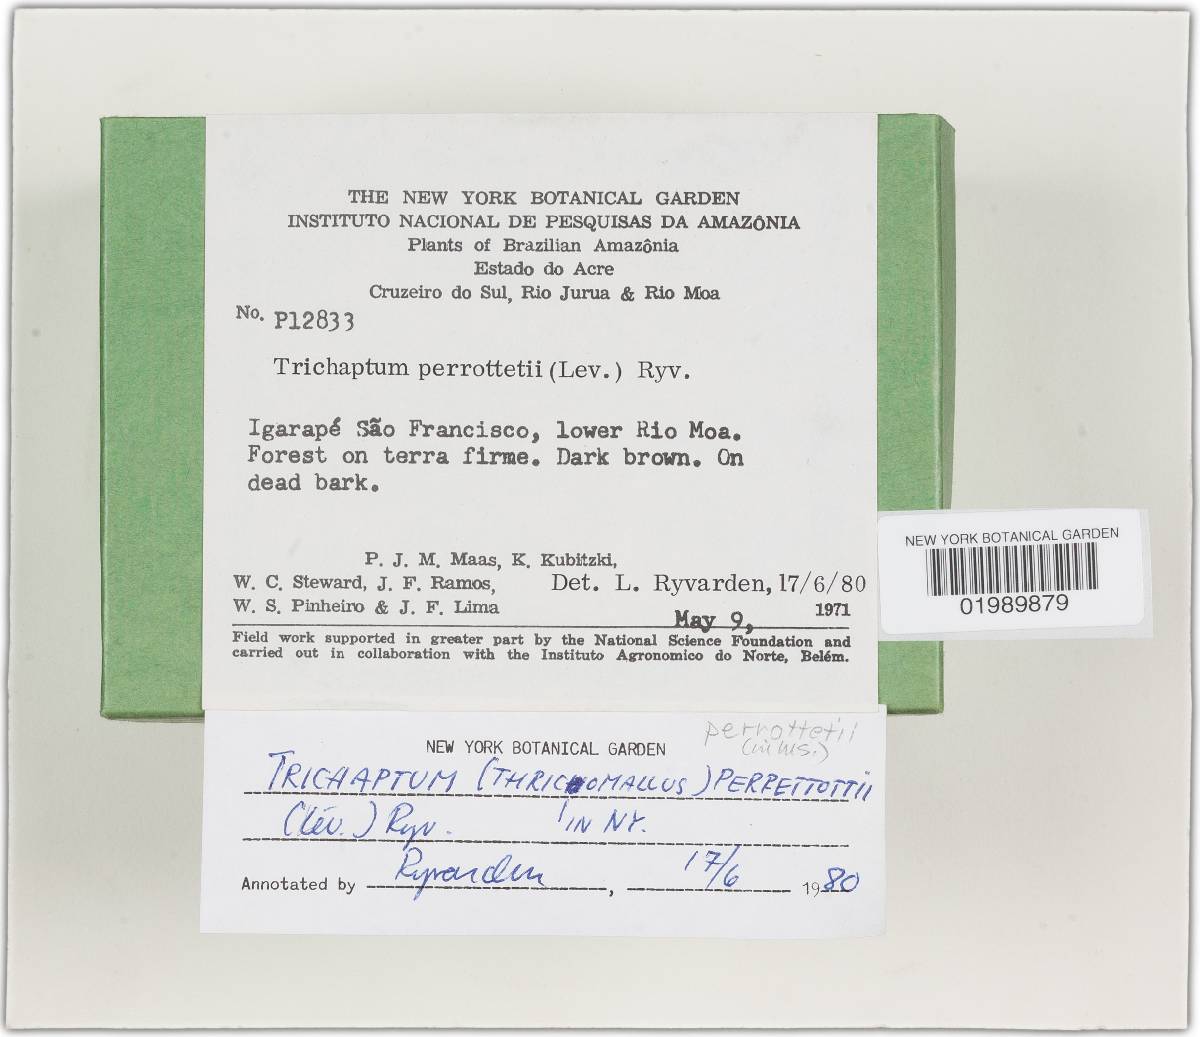 THE NEW YORK BOTANICAL GARDEN
INSTITUTO NACIONAL DE PESQUISAS DA AMAZÔNIA
Plants of Brazilian Amazônia
Estado do Acre
Cruzeiro do Sul, Rio Jurua & Rio Moa
No. P12833
Trichaptum perrottetii (Lev.) Ryv.
Igarapé São Francisco, lower Rio Moa.
Forest on terra firme. Dark brown. On
dead bark.
P. J. M. Maas, K. Kubitzki,
W. C. Steward, J. F. Ramos, Det. L. Ryvarden, 17/6/80
W. S. Pinheiro & J. F. Lima May 9, 1971
Field work supported in greater part by the National Science Foundation and
carried out in collaboration with the Instituto Agronomico do Norte, Belém.
NEW YORK BOTANICAL GARDEN
01989879
perrottetii
(in ms.)
NEW YORK BOTANICAL GARDEN
TRICHAPTUM (THRICHOMALLUS) PERPETTOTTII
(Lév.) Ryv. IN NY.
Annotated by Ryvarden, 17/6 1980